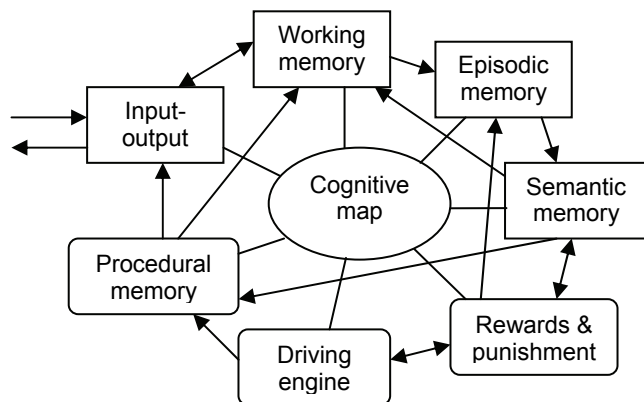 Working
memory
Episodic
memory
Input-
output
Cognitive
map
Semantic
memory
Procedural
memory
Driving
engine
Rewards &
punishment